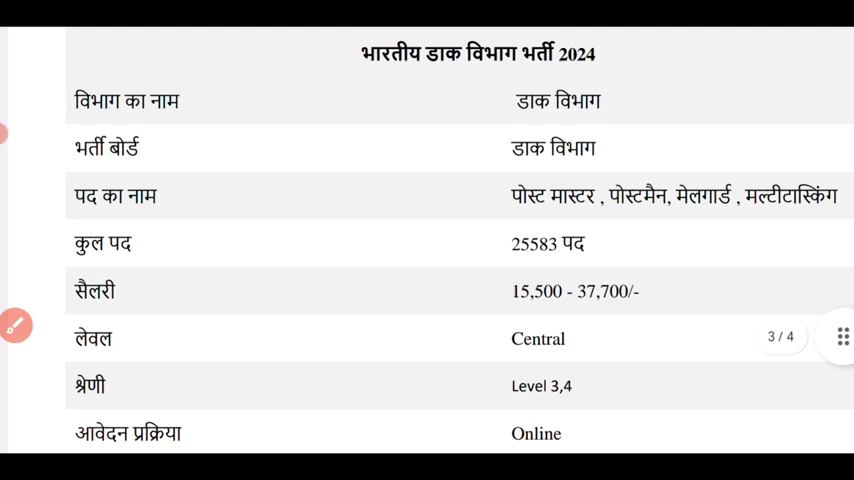 भारतीय डाक विभाग भर्ती 2024
विभाग का नाम डाक विभाग
भर्ती बोर्ड डाक विभाग
पद का नाम पोस्ट मास्टर , पोस्टमैन, मेलगार्ड , मल्टीटास्किंग
कुल पद 25583 पद
सैलरी 15,500 - 37,700/-
लेवल Central
3 / 4
श्रेणी Level 3,4
आवेदन प्रक्रिया Online